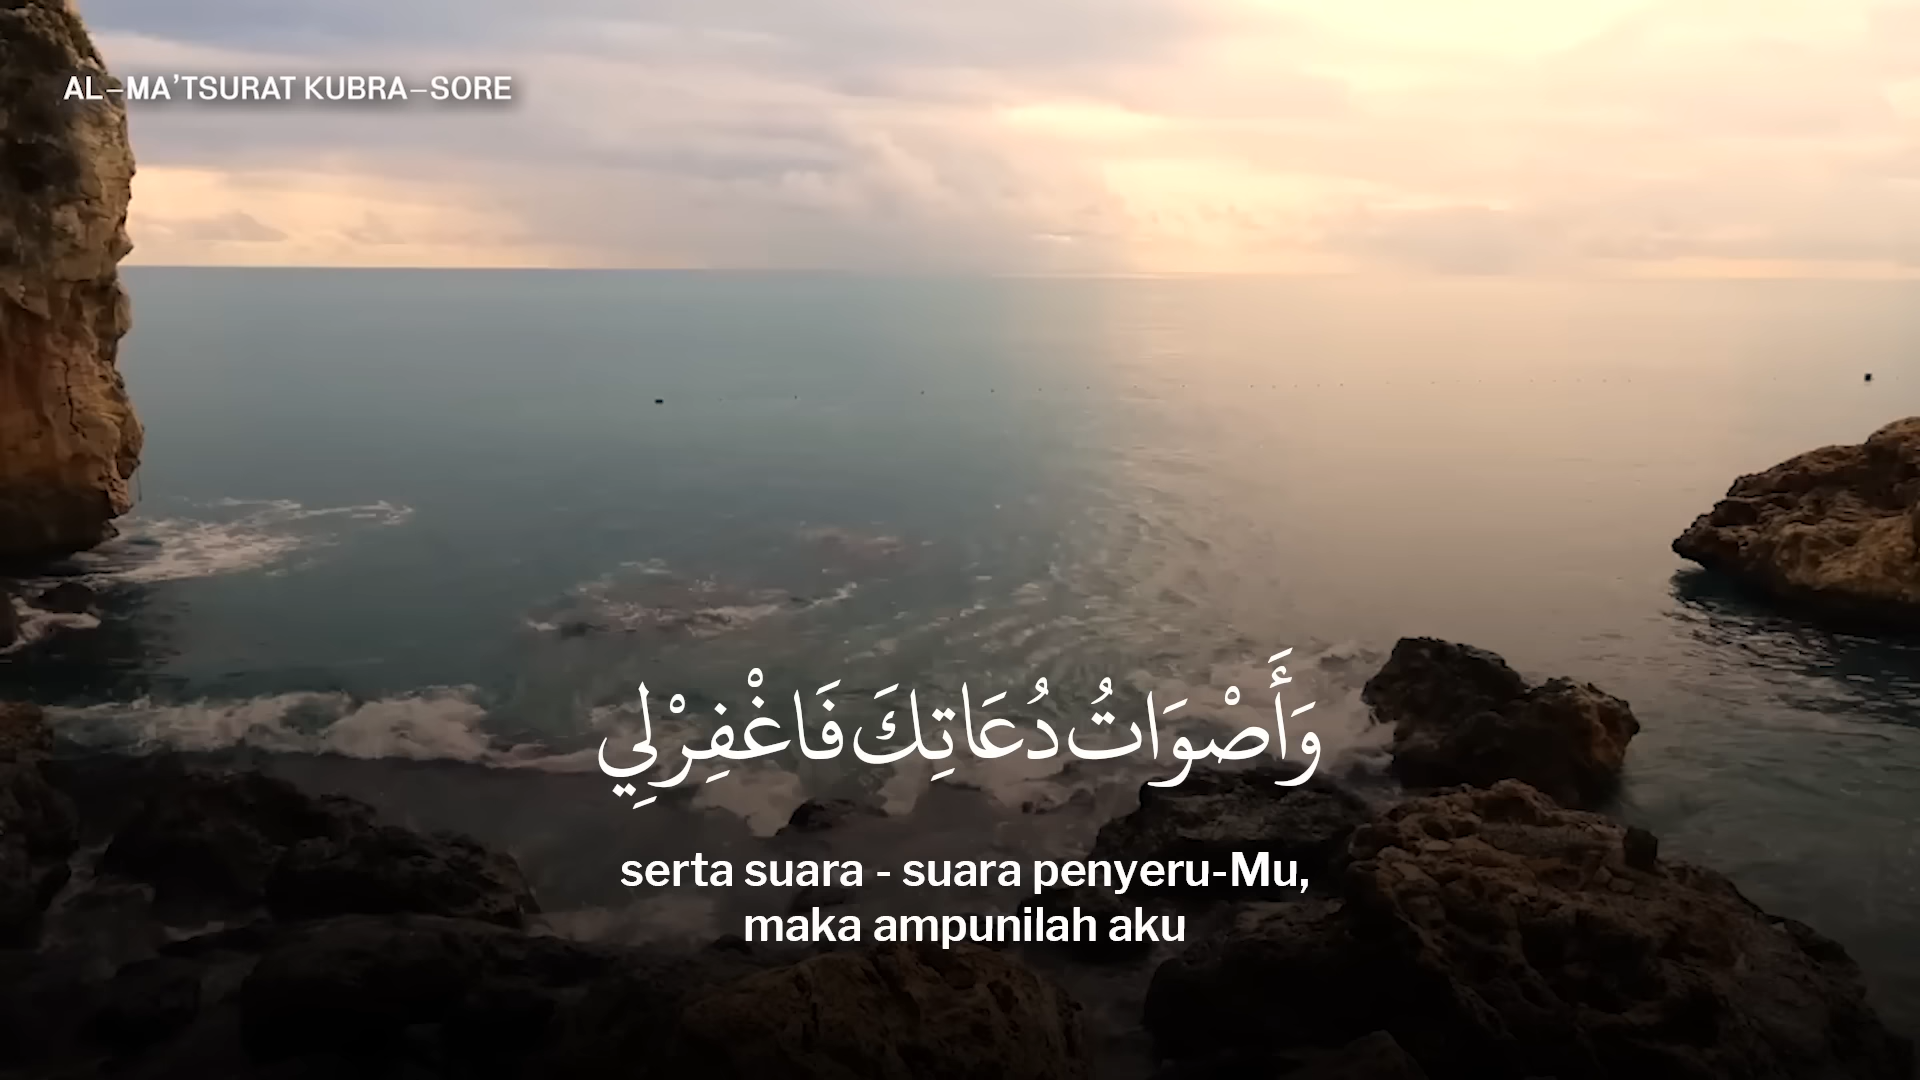 AL-MA’TSURAT KUBRA-SORE
وَأَصْوَاتُ دُعَاتِكَ فَاغْفِرْلِي
serta suara - suara penyeru-Mu,
maka ampunilah aku